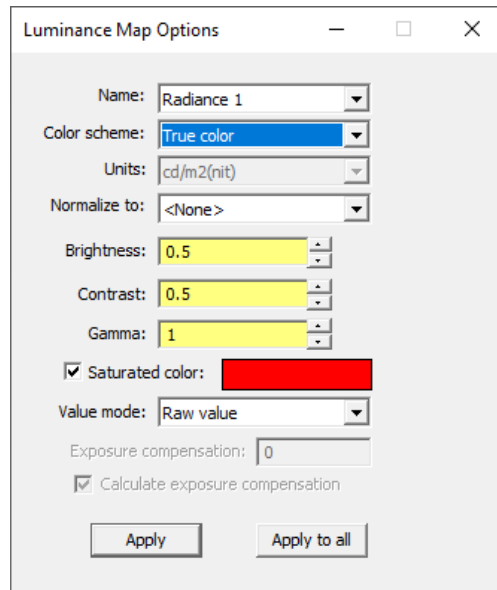 Luminance Map Options
Name: Radiance 1
Color scheme: True color
Units: cd/m2(nit)
Normalize to: <None>
Brightness: 0.5
Contrast: 0.5
Gamma: 1
Saturated color:
Value mode: Raw value
Exposure compensation: 0
Calculate exposure compensation
Apply Apply to all